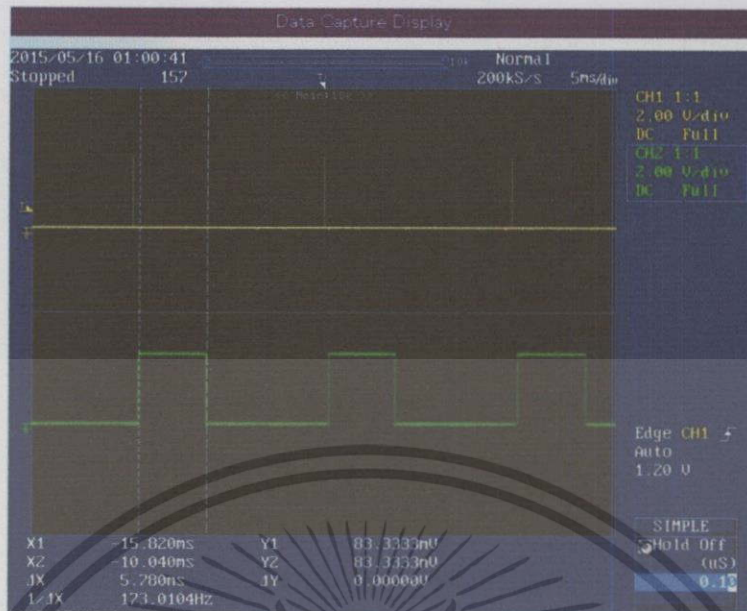 Data Capture Display
2015/05/16 01:00:41
Normal
Stopped 157
200kS/s 5ms/div
CH1 1:1
2.00 V/div
DC Full
CH2 1:1
2.00 V/div
DC Full
Edge CH1
Auto
1.20 V
SIMPLE
Hold Off
(uS)
X1 -15.820ms Y1 83.3333mV
X2 -10.040ms Y2 83.3333mV
JX 5.780ms JY 0.00000V
1/JX 173.0104Hz